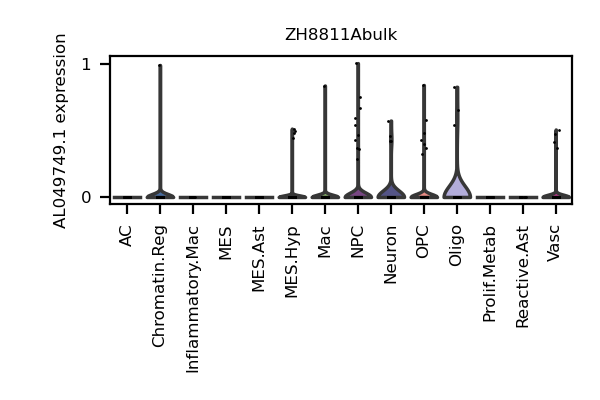 ZH8811Abulk
AL049749.1 expression
1
0
AC
Chromatin.Reg
Inflammatory.Mac
MES
MES.Ast
MES.Hyp
Mac
NPC
Neuron
OPC
Oligo
Prolif.Metab
Reactive.Ast
Vasc